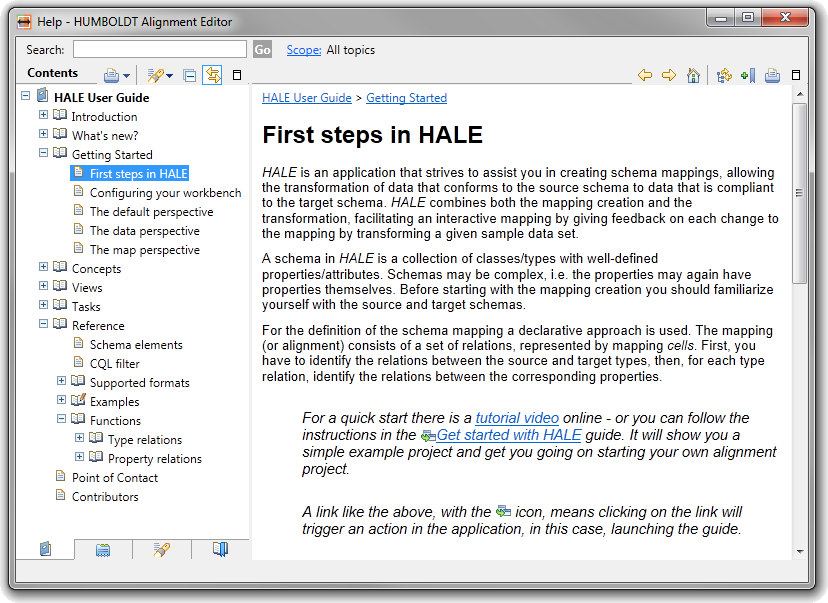 Help - HUMBOLDT Alignment Editor
Search: Go Scope: All topics
Contents
HALE User Guide
Introduction
What's new?
Getting Started
First steps in HALE
Configuring your workbench
The default perspective
The data perspective
The map perspective
Concepts
Views
Tasks
Reference
Schema elements
CQL filter
Supported formats
Examples
Functions
Type relations
Property relations
Point of Contact
Contributors
HALE User Guide > Getting Started
First steps in HALE
HALE is an application that strives to assist you in creating schema mappings, allowing
the transformation of data that conforms to the source schema to data that is compliant
to the target schema. HALE combines both the mapping creation and the
transformation, facilitating an interactive mapping by giving feedback on each change to
the mapping by transforming a given sample data set.
A schema in HALE is a collection of classes/types with well-defined
properties/attributes. Schemas may be complex, i.e. the properties may again have
properties themselves. Before starting with the mapping creation you should familiarize
yourself with the source and target schemas.
For the definition of the schema mapping a declarative approach is used. The mapping
(or alignment) consists of a set of relations, represented by mapping cells. First, you
have to identify the relations between the source and target types, then, for each type
relation, identify the relations between the corresponding properties.
For a quick start there is a tutorial video online - or you can follow the
instructions in the Get started with HALE guide. It will show you a
simple example project and get you going on starting your own alignment
project.
A link like the above, with the icon, means clicking on the link will
trigger an action in the application, in this case, launching the guide.